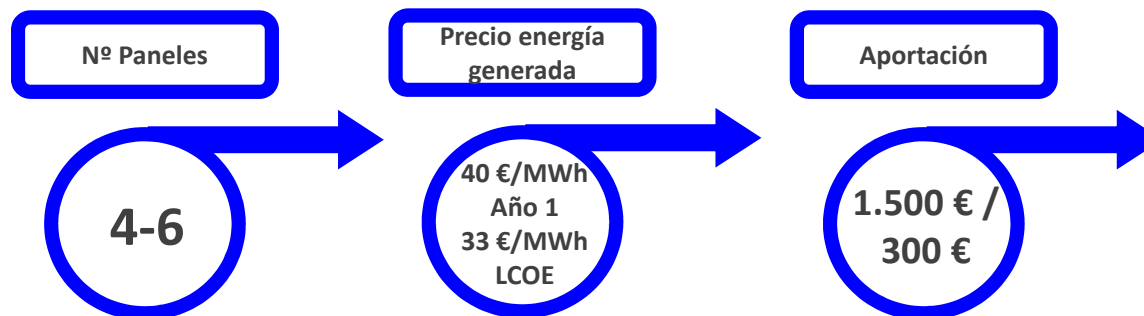 Nº Paneles
4-6
Precio energía
generada
40 €/MWh
Año 1
33 €/MWh
LCOE
Aportación
1.500 € /
300 €